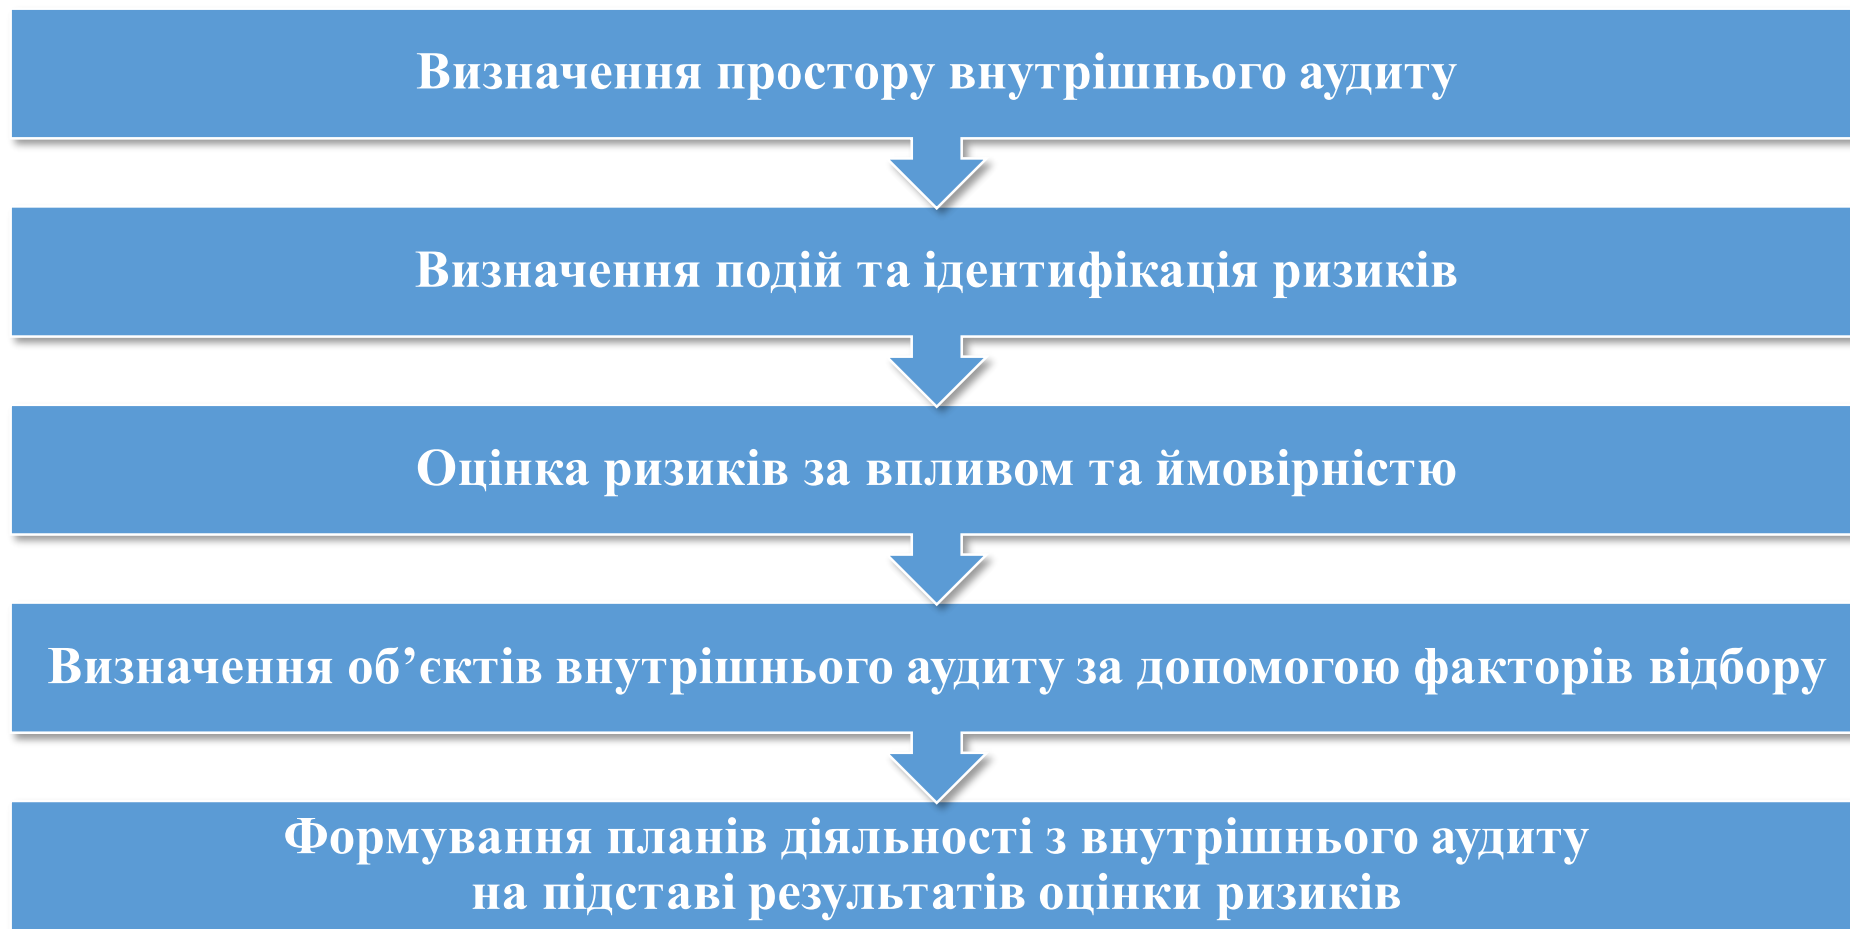 Визначення простору внутрішнього аудиту
Визначення подій та ідентифікація ризиків
Оцінка ризиків за впливом та ймовірністю
Визначення об’єктів внутрішнього аудиту за допомогою факторів відбору
Формування планів діяльності з внутрішнього аудиту
на підставі результатів оцінки ризиків